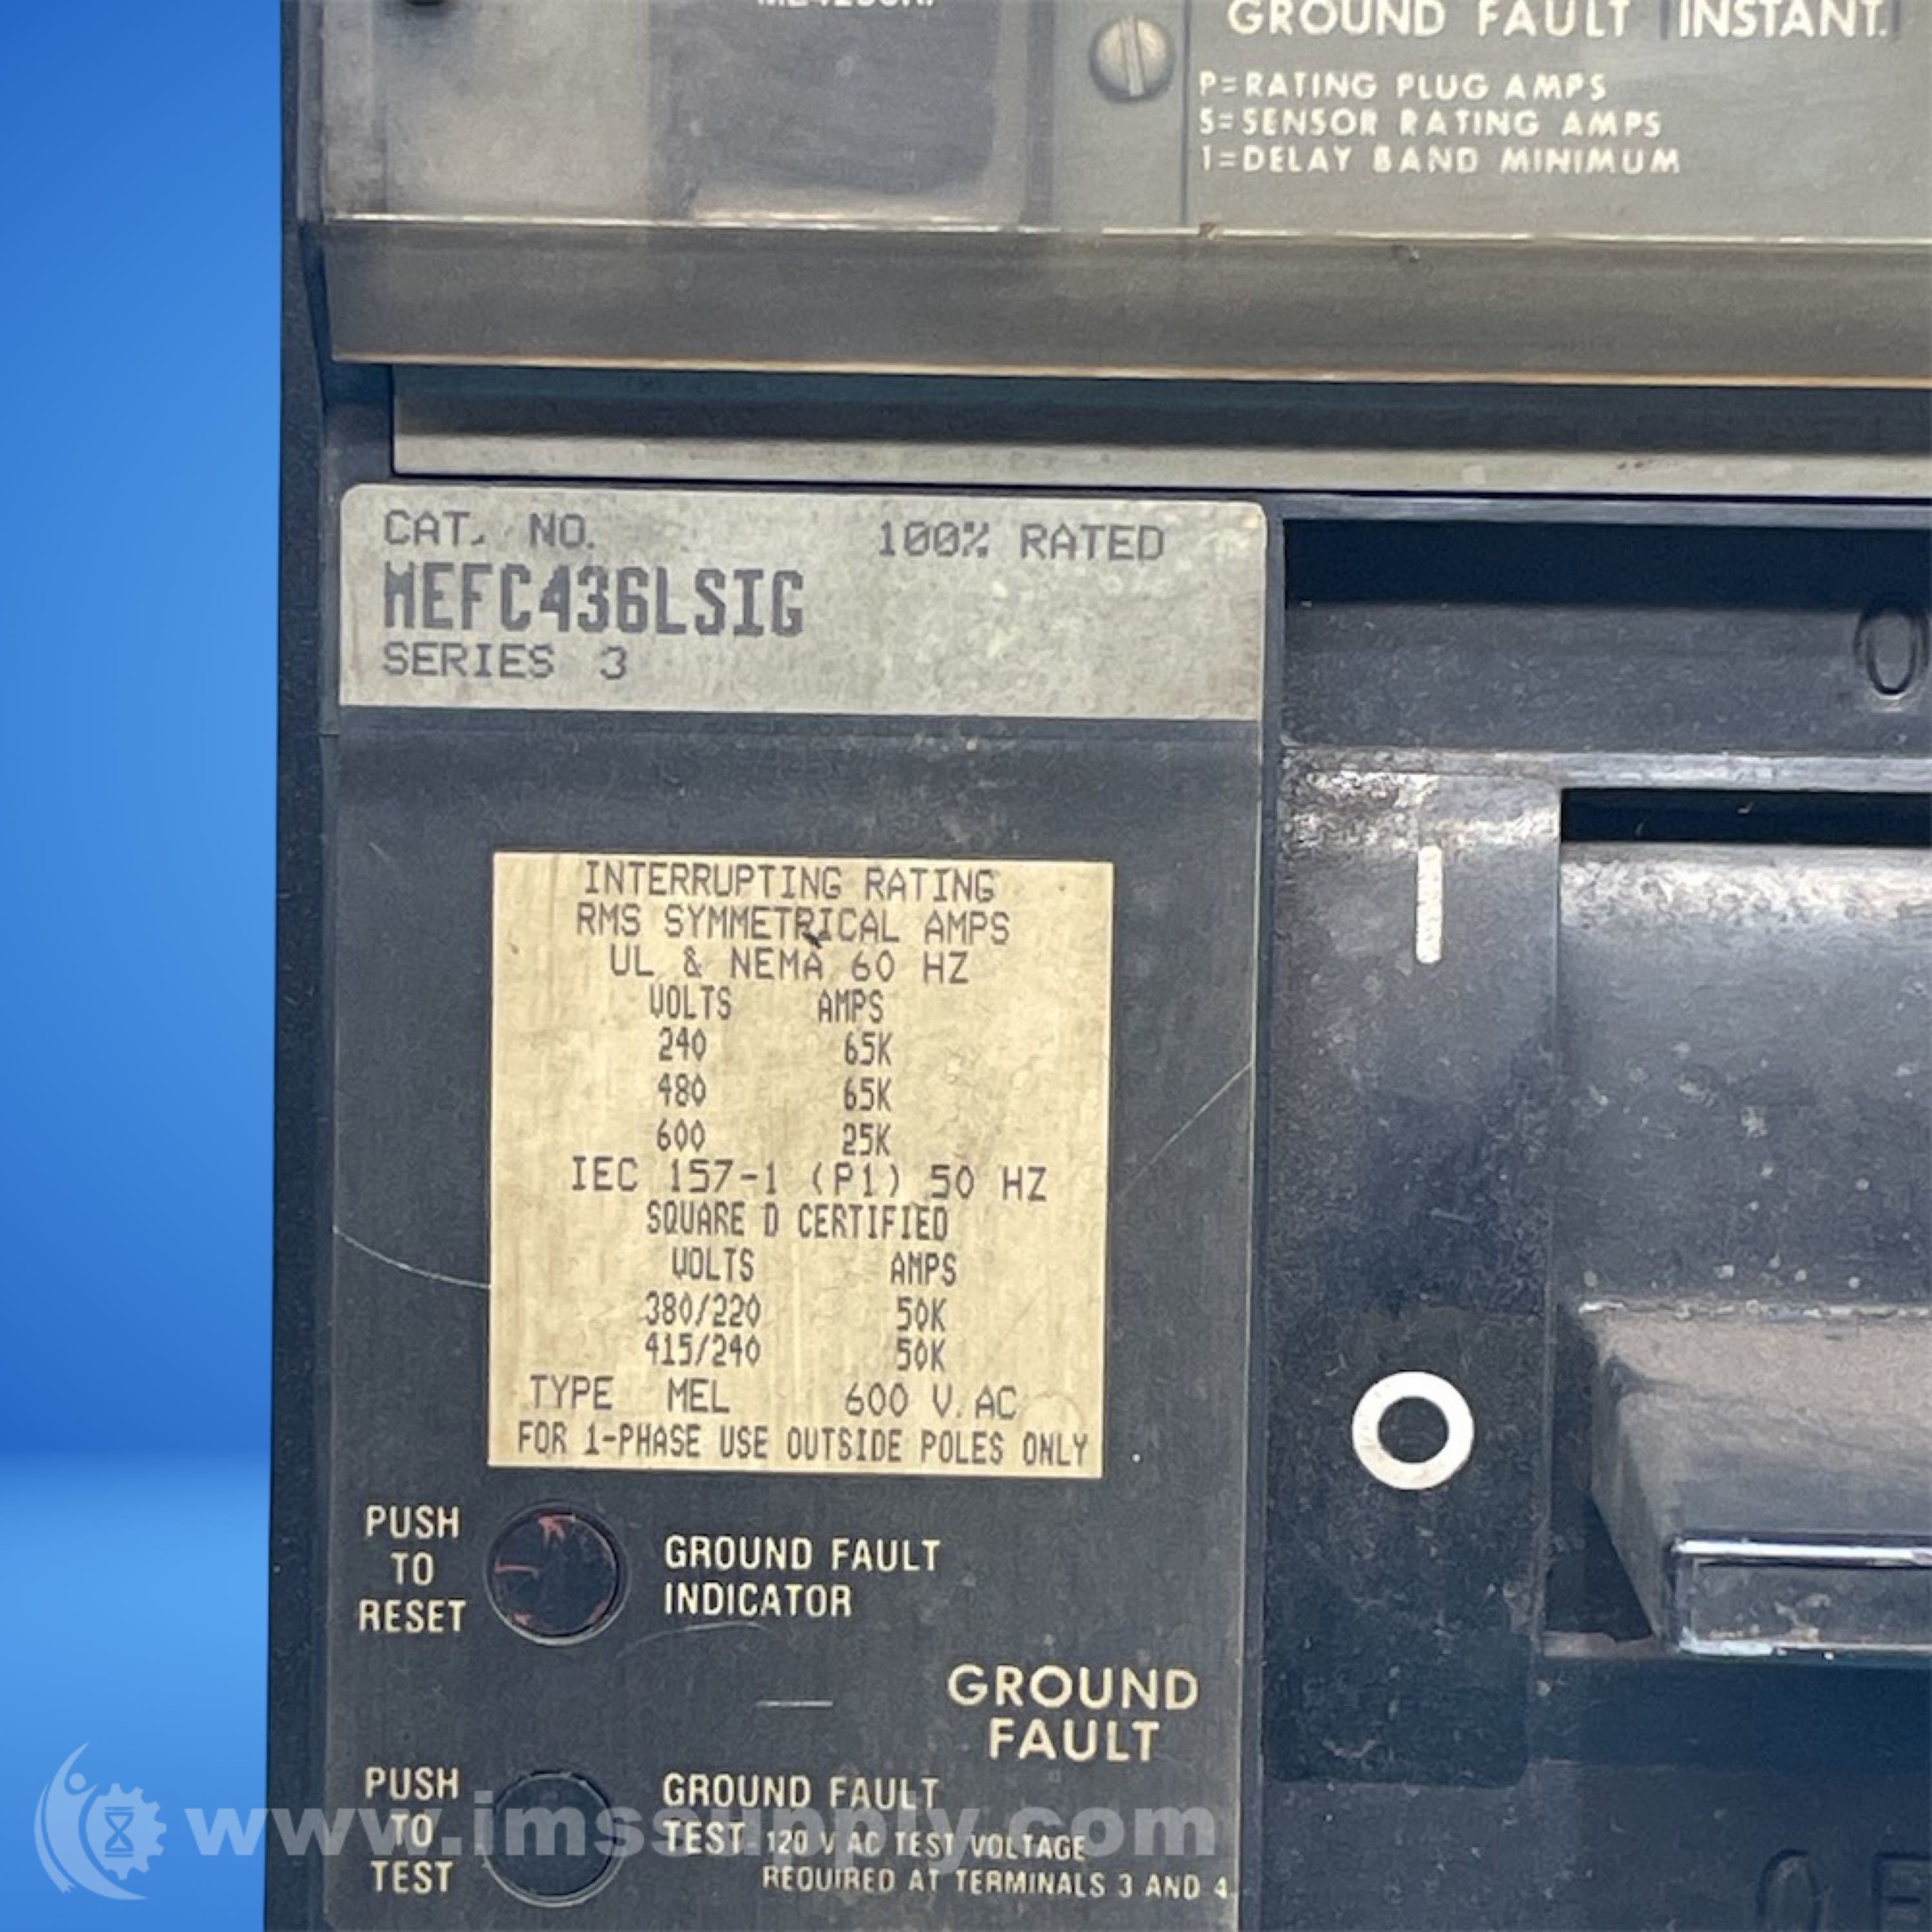 GROUND FAULT INSTANT.
P=RATING PLUG AMPS
S=SENSOR RATING AMPS
1=DELAY BAND MINIMUM
CAT. NO. 100% RATED
MEFC436LSIG
SERIES 3
INTERRUPTING RATING
RMS SYMMETRICAL AMPS
UL & NEMA 60 HZ
VOLTS AMPS
240 65K
480 65K
600 25K
IEC 157-1 (P1) 50 HZ
SQUARE D CERTIFIED
VOLTS AMPS
380/220 50K
415/240 50K
TYPE MEL 600 V. AC
FOR 1-PHASE USE OUTSIDE POLES ONLY
PUSH
TO
RESET
GROUND FAULT
INDICATOR
GROUND
FAULT
PUSH
TO
TEST
GROUND FAULT
TEST 120 V AC TEST VOLTAGE
REQUIRED AT TERMINALS 3 AND 4
www.imssupply.com